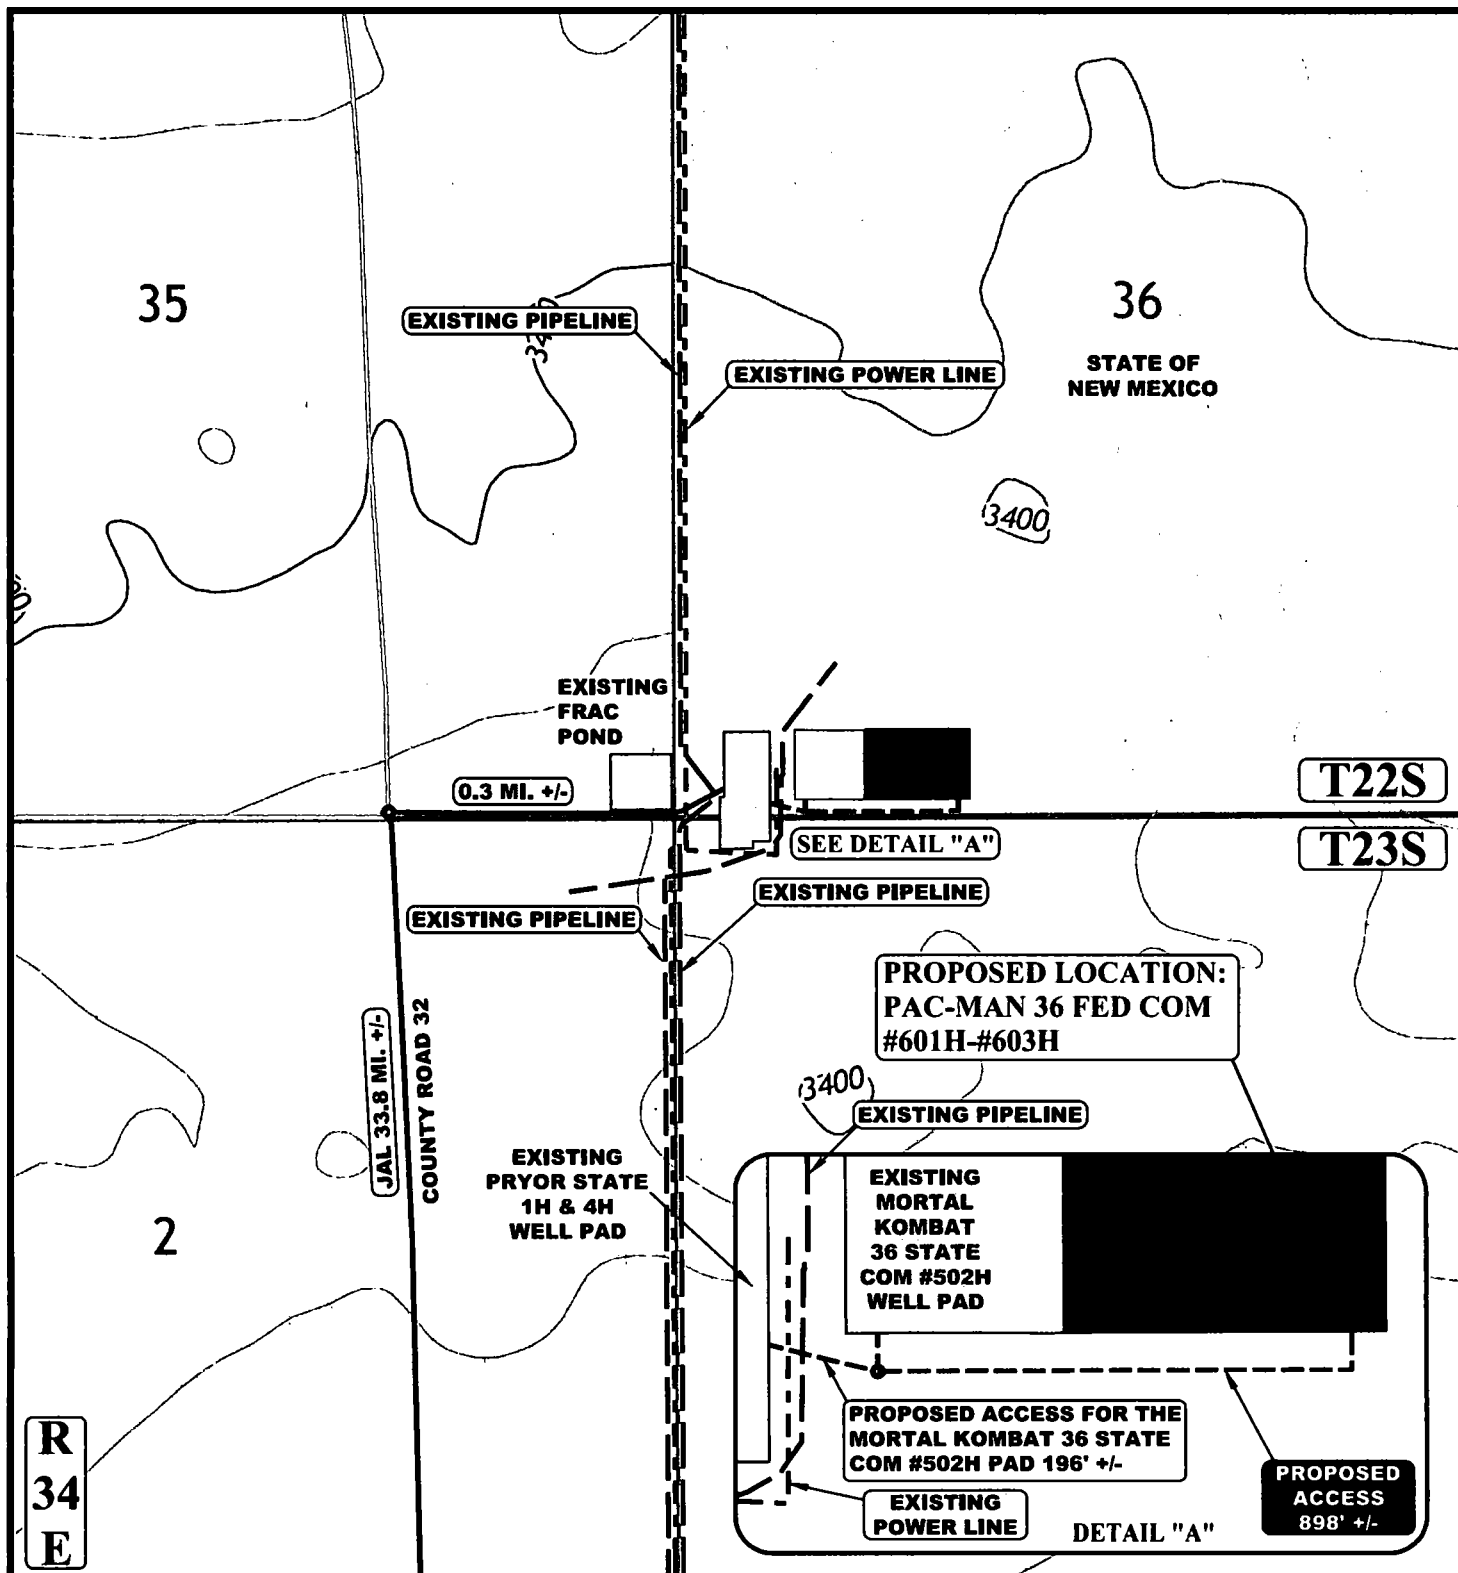 35
36
STATE OF
NEW MEXICO
EXISTING PIPELINE
EXISTING POWER LINE
3400
EXISTING
FRAC
POND
0.3 MI. +/-
T22S
T23S
SEE DETAIL "A"
EXISTING PIPELINE
EXISTING PIPELINE
PROPOSED LOCATION:
PAC-MAN 36 FED COM
#601H-#603H
JAL 33.8 MI. +/-
COUNTY ROAD 32
3400
EXISTING PIPELINE
EXISTING
PRYOR STATE
1H & 4H
WELL PAD
2
EXISTING
MORTAL
KOMBAT
36 STATE
COM #502H
WELL PAD
PROPOSED ACCESS FOR THE
MORTAL KOMBAT 36 STATE
COM #502H PAD 196' +/-
EXISTING
POWER LINE
PROPOSED
ACCESS
898' +/-
DETAIL "A"
R
34
E